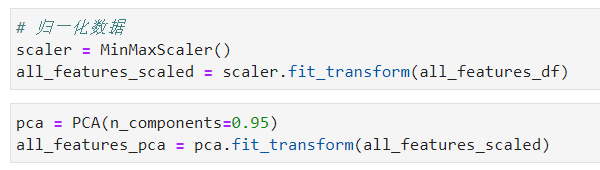 # 归一化数据
scaler = MinMaxScaler()
all_features_scaled = scaler.fit_transform(all_features_df)
pca = PCA(n_components=0.95)
all_features_pca = pca.fit_transform(all_features_scaled)